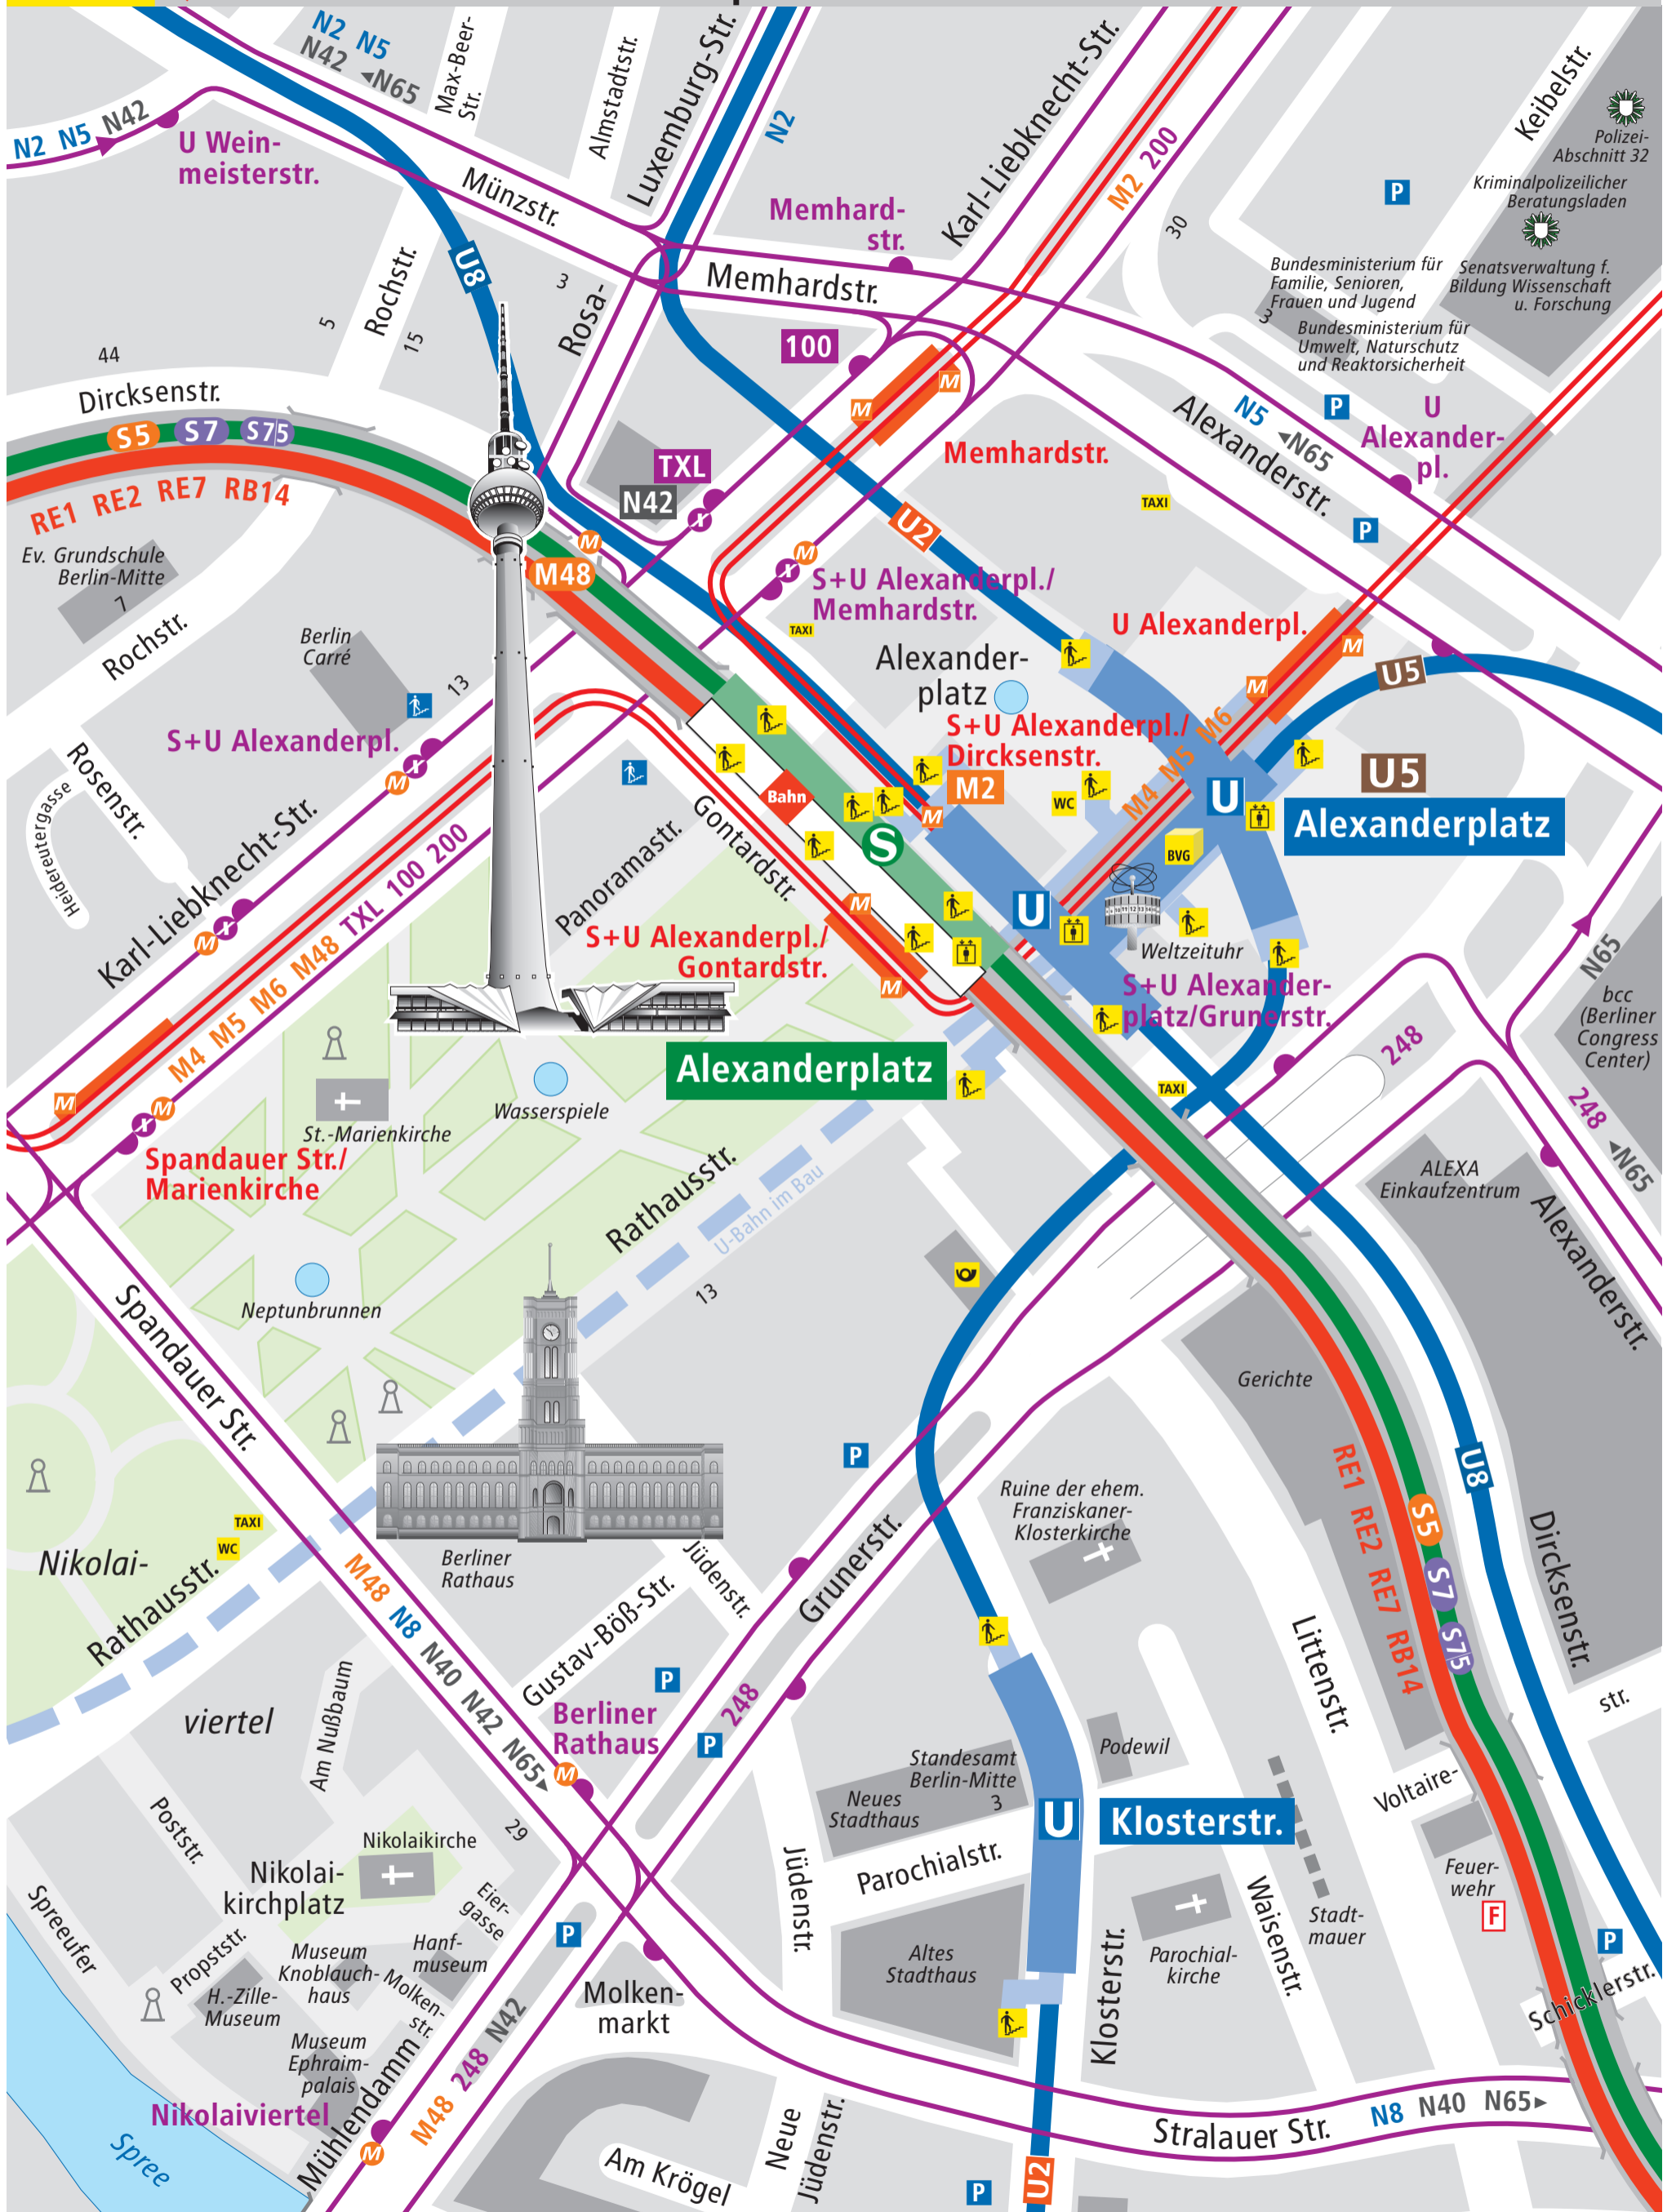 N2 N5
N42 ◄N65
Max-Beer-
Str.
Almstadtstr.
Luxemburg-Str.
N2
Karl-Liebknecht-Str.
M2 200
30
Keibelstr.
Polizei-
Abschnitt 32
Kriminalpolizeilicher
Beratungsladen
P
N2 N5 N42
U Wein-
meisterstr.
Münzstr.
Memhard-
str.
Memhardstr.
Bundesministerium für
Familie, Senioren,
Frauen und Jugend
3
Bundesministerium für
Umwelt, Naturschutz
und Reaktorsicherheit
Senatsverwaltung f.
Bildung Wissenschaft
u. Forschung
U8
3
Rochstr.
5
15
Rosa-
44
Dircksenstr.
S5 S7 S75
RE1 RE2 RE7 RB14
100
M
M
Memhardstr.
N5 ◄N65
Alexanderstr.
P
U
Alexander-
pl.
P
TAXI
TXL
N42
X
M
M48
U2
M
X
S+U Alexanderpl./
Memhardstr.
TAXI
Ev. Grundschule
Berlin-Mitte
7
Rochstr.
Berlin
Carré
13
S+U Alexanderpl.
X
M
Alexander-
platz
U Alexanderpl.
M
M
U5
S+U Alexanderpl./
Dircksenstr.
M2
M
M4 M5 M6
WC
U5
U
Alexanderplatz
BVG
Bahn
S
U
Weltzeituhr
S+U Alexander-
platz/Grunerstr.
Rosenstr.
Heidereutergasse
Karl-Liebknecht-Str.
X
M
M4 M5 M6 M48 TXL 100 200
Panoramastr.
Gontardstr.
S+U Alexanderpl./
Gontardstr.
M
M
Alexanderplatz
TAXI
248
N65
bcc
(Berliner
Congress
Center)
248 ◄N65
M
X
M
Spandauer Str./
Marienkirche
St.-Marienkirche
Wasserspiele
Neptunbrunnen
Rathausstr.
U-Bahn im Bau
13
ALEXA
Einkaufzentrum
Alexanderstr.
Spandauer Str.
Gerichte
P
Ruine der ehem.
Franziskaner-
Klosterkirche
RE1 RE2 RE7 RB14
S5 S7 S75
U8
Dircksenstr.
TAXI
WC
Nikolai-
viertel
Rathausstr.
Berliner
Rathaus
Jüdenstr.
Gustav-Böß-Str.
Grunerstr.
M48 N8 N40 N42 N65►
P
Berliner
Rathaus
M
P
248
Littenstr.
str.
Voltaire-
Am Nußbaum
Poststr.
29
Standesamt
Berlin-Mitte
3
Neues
Stadthaus
Podewil
U
Klosterstr.
Nikolaikirche
Nikolai-
kirchplatz
Eier-
gasse
Parochialstr.
Jüdenstr.
Feuer-
wehr
F
Spreeufer
Propststr.
Museum
Knoblauch-
haus
Hanf-
museum
P
Altes
Stadthaus
Klosterstr.
Parochial-
kirche
Waisenstr.
Stadt-
mauer
P
Schicklerstr.
H.-Zille-
Museum
Molken-
str.
Museum
Ephraim-
palais
Molken-
markt
Nikolaiviertel
M
Mühlendamm
M48 248 N42
Spree
Am Krögel
Neue
Jüdenstr.
P
U2
Stralauer Str.
N8 N40 N65►